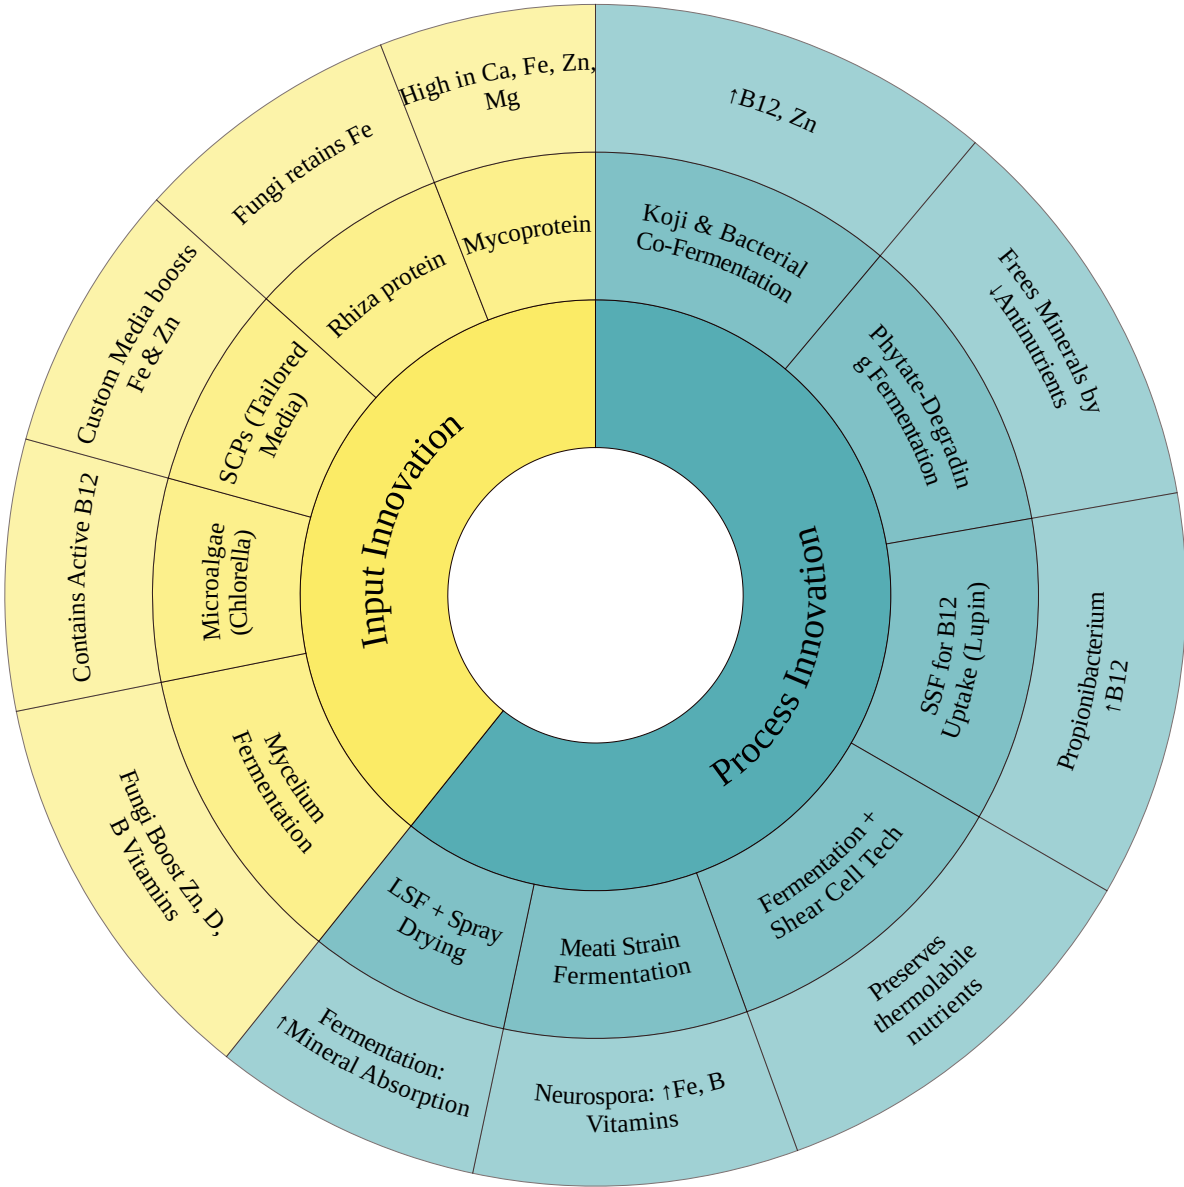 Process Innovation
Koji & Bacterial
Co-Fermentation
↑B12, Zn
Phytate-Degradin
g Fermentation
Frees Minerals by
↓Antinutrients
SSF for B12
Uptake (Lupin)
Propionibacterium
↑B12
Fermentation +
Shear Cell Tech
Preserves
thermolabile
nutrients
Meati Strain
Fermentation
Neurospora: ↑Fe, B
Vitamins
LSF + Spray
Drying
Fermentation:
↑Mineral Absorption
Input Innovation
Mycelium
Fermentation
Fungi Boost Zn, D,
B Vitamins
Microalgae
(Chlorella)
Contains Active B12
SCPs (Tailored
Media)
Custom Media boosts
Fe & Zn
Rhiza protein
Fungi retains Fe
Mycoprotein
High in Ca, Fe, Zn,
Mg